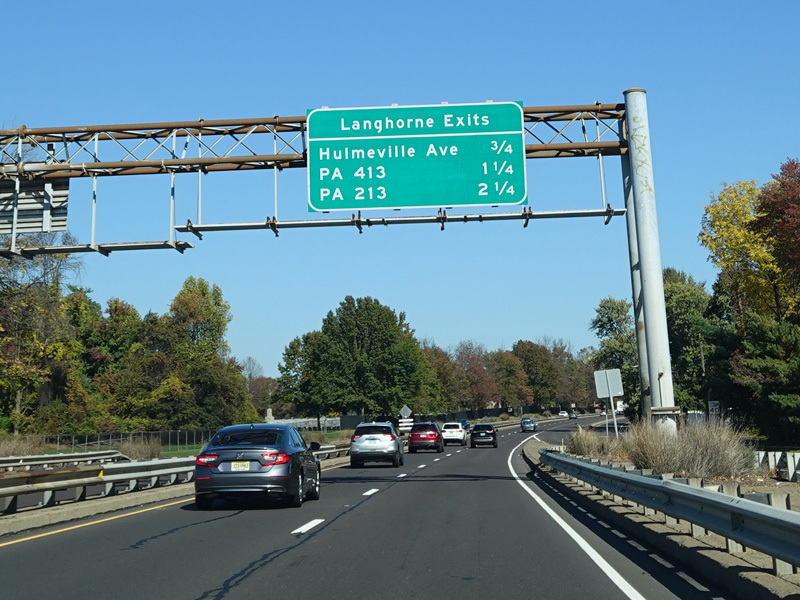 Langhorne Exits
Hulmeville Ave 3/4
PA 413 1 1/4
PA 213 2 1/4